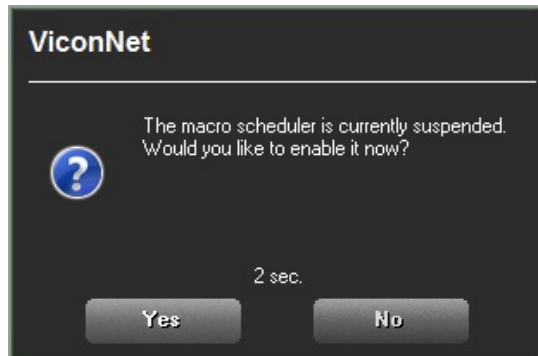 ViconNet
The macro scheduler is currently suspended.
Would you like to enable it now?
2 sec.
Yes
No